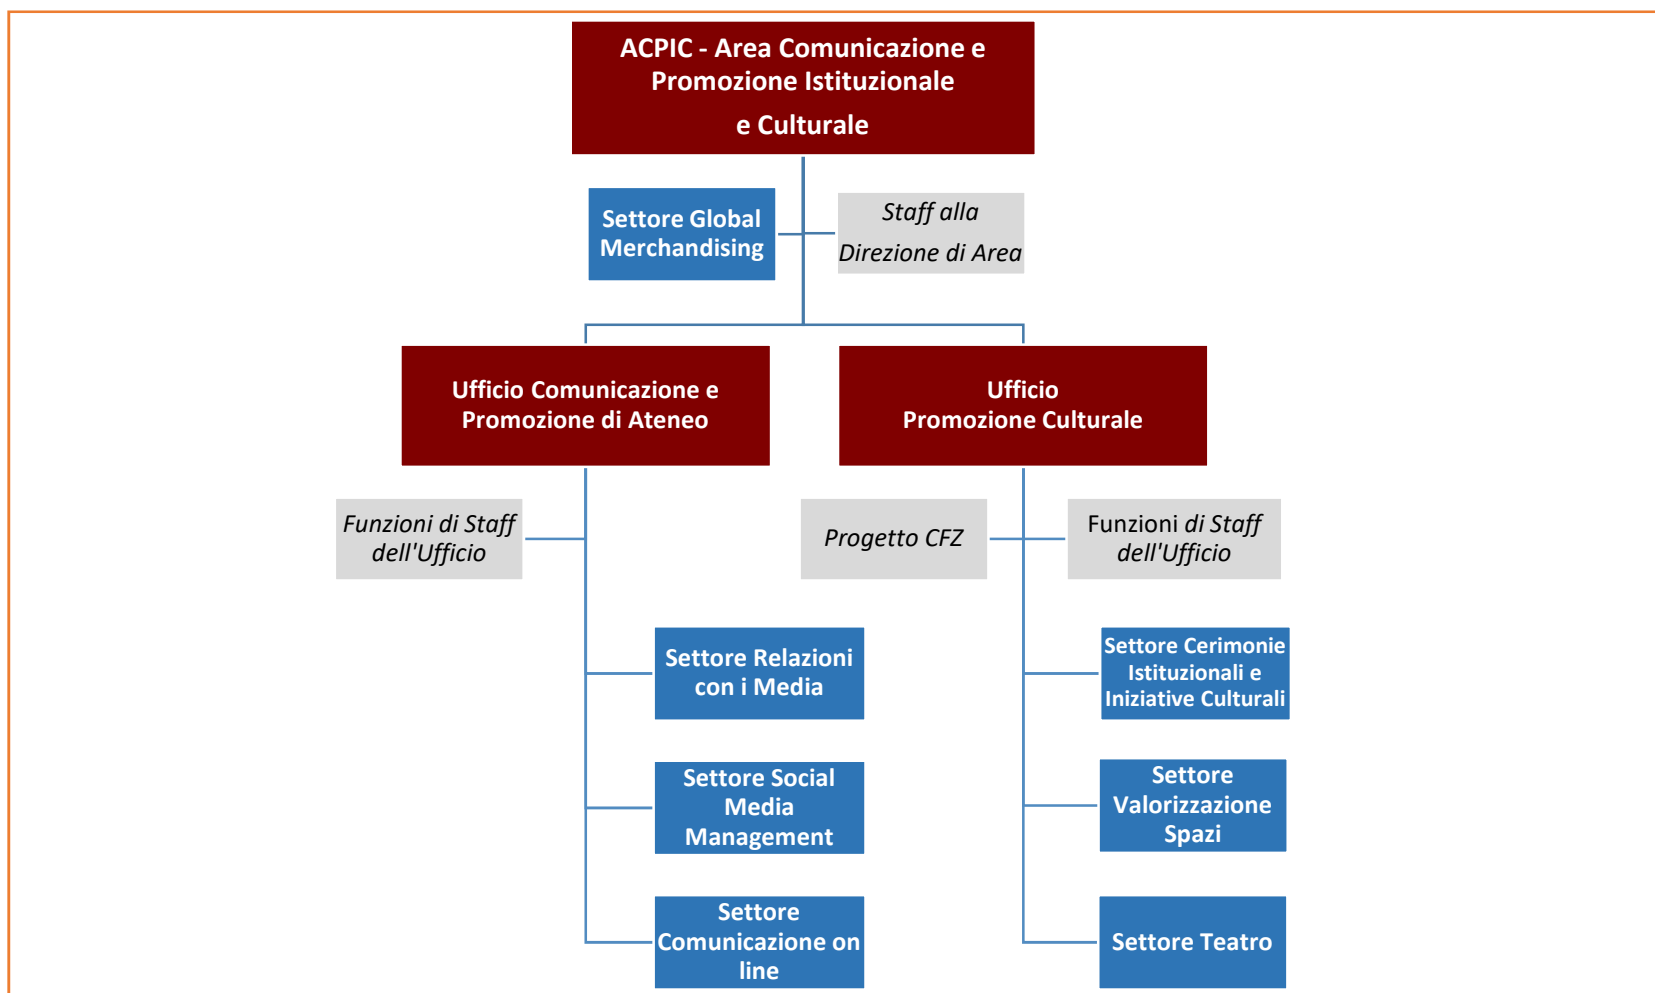 ACPIC - Area Comunicazione e
Promozione Istituzionale
e Culturale
Settore Global
Merchandising
Staff alla
Direzione di Area
Ufficio Comunicazione e
Promozione di Ateneo
Ufficio
Promozione Culturale
Funzioni di Staff
dell'Ufficio
Progetto CFZ
Funzioni di Staff
dell'Ufficio
Settore Relazioni
con i Media
Settore Cerimonie
Istituzionali e
Iniziative Culturali
Settore Social
Media
Management
Settore
Valorizzazione
Spazi
Settore
Comunicazione on
line
Settore Teatro